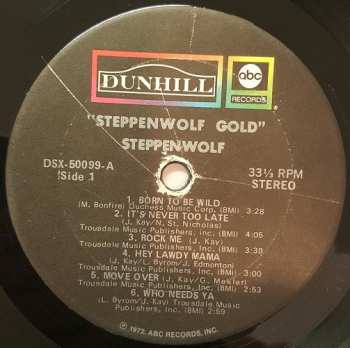 DUNHILL
abc
RECORDS
"STEPPENWOLF GOLD"
STEPPENWOLF
DSX-50099-A
Side 1
33⅓ RPM
STEREO
1. BORN TO BE WILD
(M. Bonfire) Duchess Music Corp. (BMI) 3:28
2. IT'S NEVER TOO LATE
(J. Kay/N. St. Nicholas)
Trousdale Music Publishers, Inc. (BMI) 4:05
3. ROCK ME (J. Kay)
Trousdale Music Publishers, Inc. (BMI) 3:30
4. HEY LAWDY MAMA
(J. Kay/L. Byrom/J. Edmonton)
Trousdale Music Publishers, Inc. (BMI) 2:53
5. MOVE OVER (J. Kay/G. Mekler)
Trousdale Music Publishers, Inc. (BMI) 2:53
6. WHO NEEDS YA
(L. Byrom/J. Kay) Trousdale Music
Publishers, Inc. (BMI) 2:59
℗ 1972, ABC RECORDS, INC.